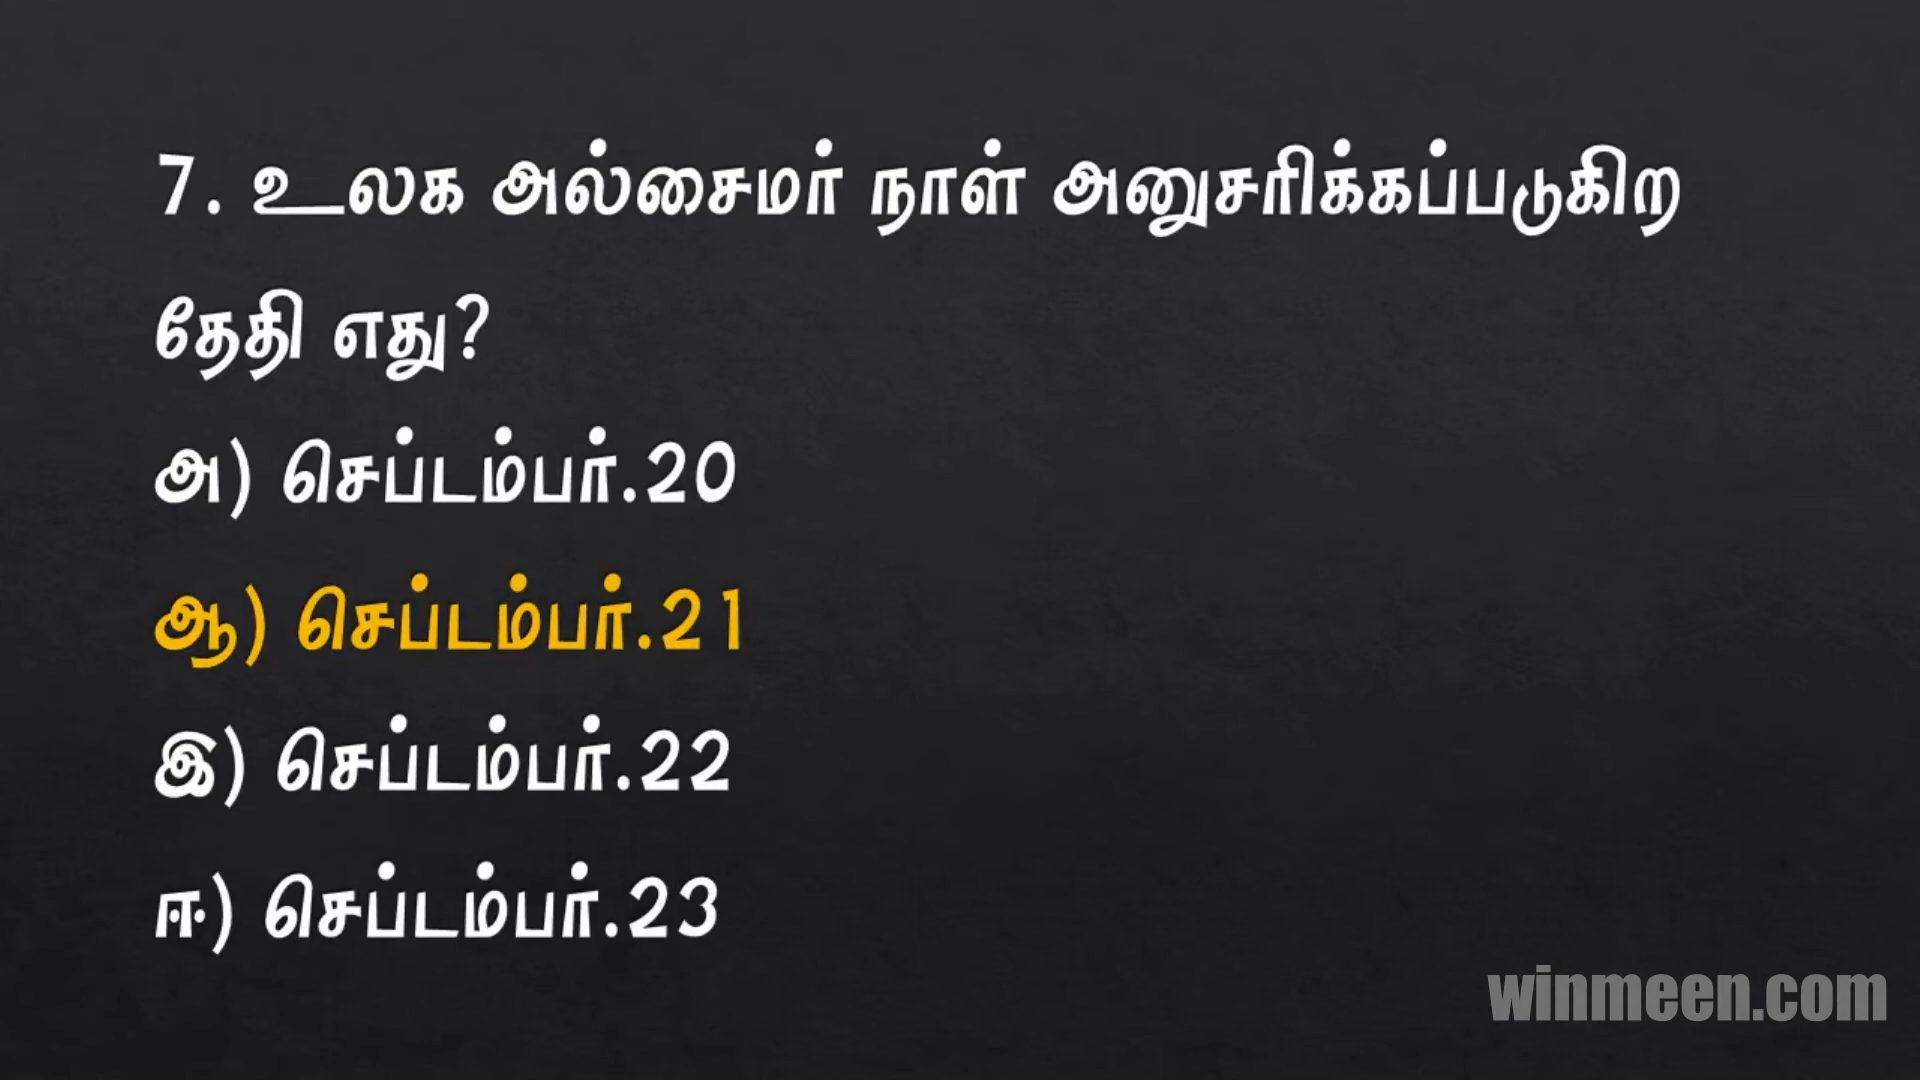 7. உலக அல்சைமர் நாள் அனுசரிக்கப்படுகிற
தேதி எது?
அ) செப்டம்பர்.20
ஆ) செப்டம்பர்.21
இ) செப்டம்பர்.22
ஈ) செப்டம்பர்.23
winmeen.com